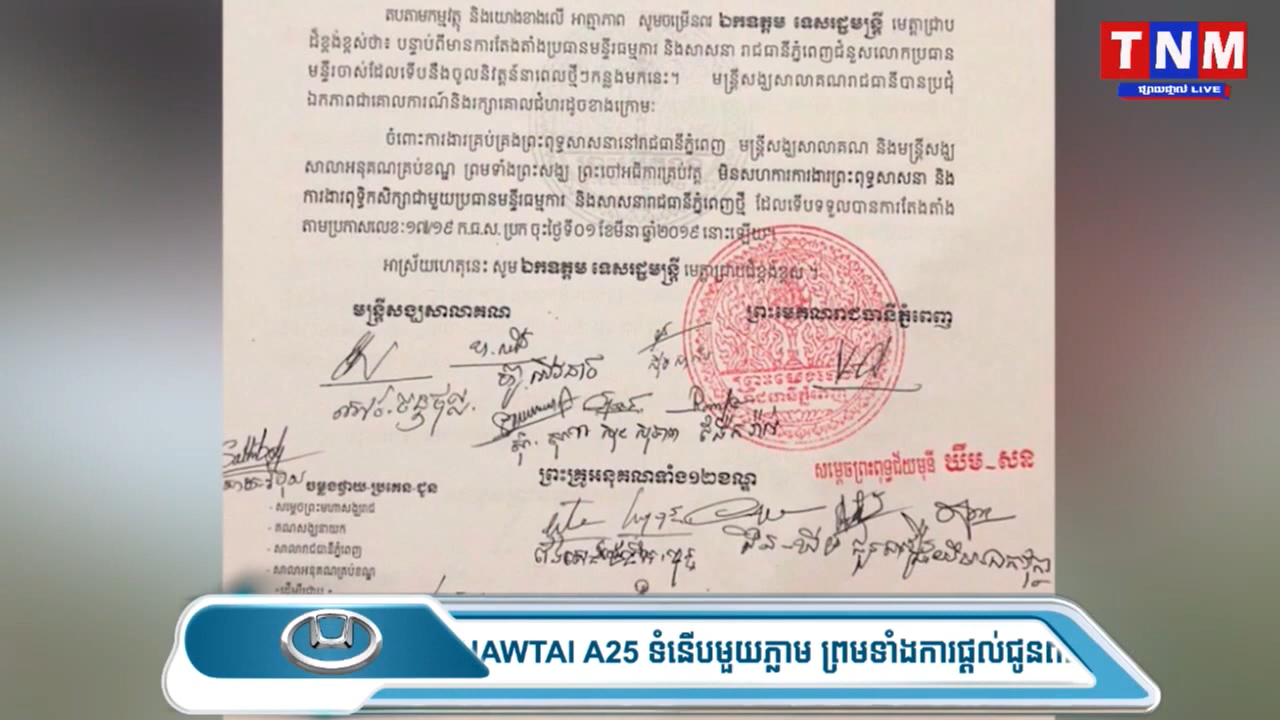 តបតាមកម្មវត្ថុ និងយោងខាងលើ អាត្មាភាព សូមចម្រើនពរ ឯកឧត្តម ទេសរដ្ឋមន្ត្រី មេត្តាជ្រាប
ដ៏ខ្ពង់ខ្ពស់ថា៖ បន្ទាប់ពីមានការតែងតាំងប្រធានមន្ទីរធម្មការ និងសាសនា រាជធានីភ្នំពេញជំនួសលោកប្រធាន
មន្ទីរចាស់ដែលទើបនឹងចូលនិវត្តន៍នាពេលថ្មីៗកន្លងមកនេះ។ មន្ត្រីសង្ឃសាលាគណរាជធានីបានប្រជុំ
ឯកភាពជាគោលការណ៍និងរក្សាគោលជំហរដូចខាងក្រោម:
ចំពោះការងារគ្រប់គ្រងព្រះពុទ្ធសាសនានៅរាជធានីភ្នំពេញ មន្ត្រីសង្ឃសាលាគណ និងមន្ត្រីសង្ឃ
សាលាអនុគណគ្រប់ខណ្ឌ ព្រមទាំងព្រះសង្ឃ ព្រះចៅអធិការគ្រប់វត្ត មិនសហការការងារព្រះពុទ្ធសាសនា និង
ការងារពុទ្ធិកសិក្សាជាមួយប្រធានមន្ទីរធម្មការ និងសាសនារាជធានីភ្នំពេញថ្មី ដែលទើបទទួលបានការតែងតាំង
តាមប្រកាសលេខ:១៧/១៩ ក.ធ.ស.ប្រក ចុះថ្ងៃទី០១ ខែមីនា ឆ្នាំ២០១៩ នោះឡើយ។
អាស្រ័យហេតុនេះ សូម ឯកឧត្តម ទេសរដ្ឋមន្ត្រី មេត្តាជ្រាបដ៏ខ្ពង់ខ្ពស់ ។
មន្ត្រីសង្ឃសាលាគណ
ព្រះមេគណរាជធានីភ្នំពេញ
ព្រះមេគណ
រាជធានីភ្នំពេញ
សម្តេចព្រះពុទ្ធជ័យមុនី ឃឹម-សន
ព្រះគ្រូអនុគណទាំង១២ខណ្ឌ
ចម្លងថ្វាយ-ប្រគេន-ជូន
- សម្តេចព្រះមហាសង្ឃរាជ
- គណសង្ឃនាយក
- សាលារាជធានីភ្នំពេញ
- សាលាអនុគណគ្រប់ខណ្ឌ
"ដើម្បីជ្រាប"
TNM
ផ្សាយផ្ទាល់ LIVE
HAWTAI A25 ទំនើបមួយភ្លាម ព្រមទាំងការផ្តល់ជូន